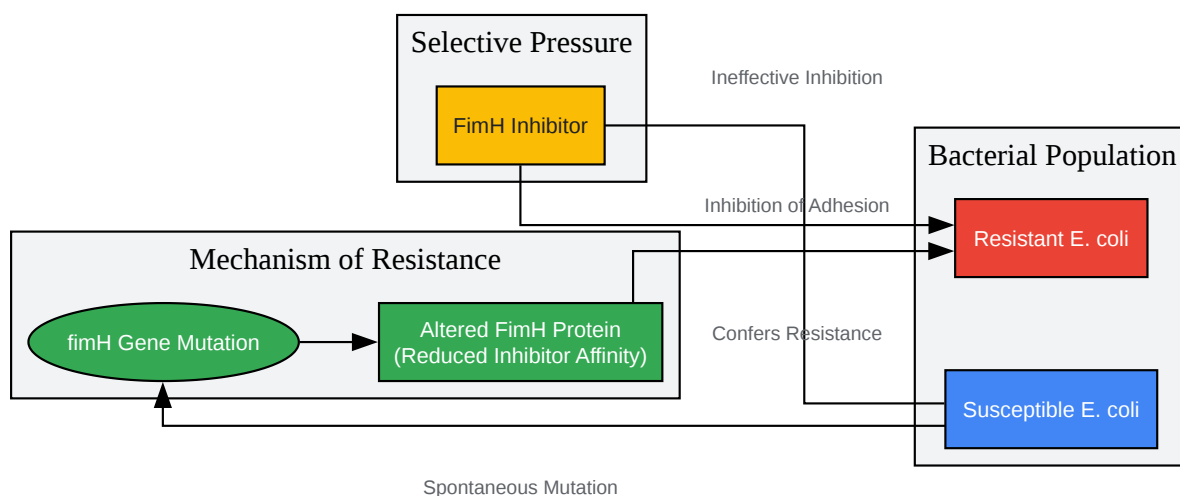 Selective Pressure
Ineffective Inhibition
FimH Inhibitor
Bacterial Population
Inhibition of Adhesion
Resistant E. coli
Mechanism of Resistance
fimH Gene Mutation
Altered FimH Protein
(Reduced Inhibitor Affinity)
Confers Resistance
Susceptible E. coli
Spontaneous Mutation